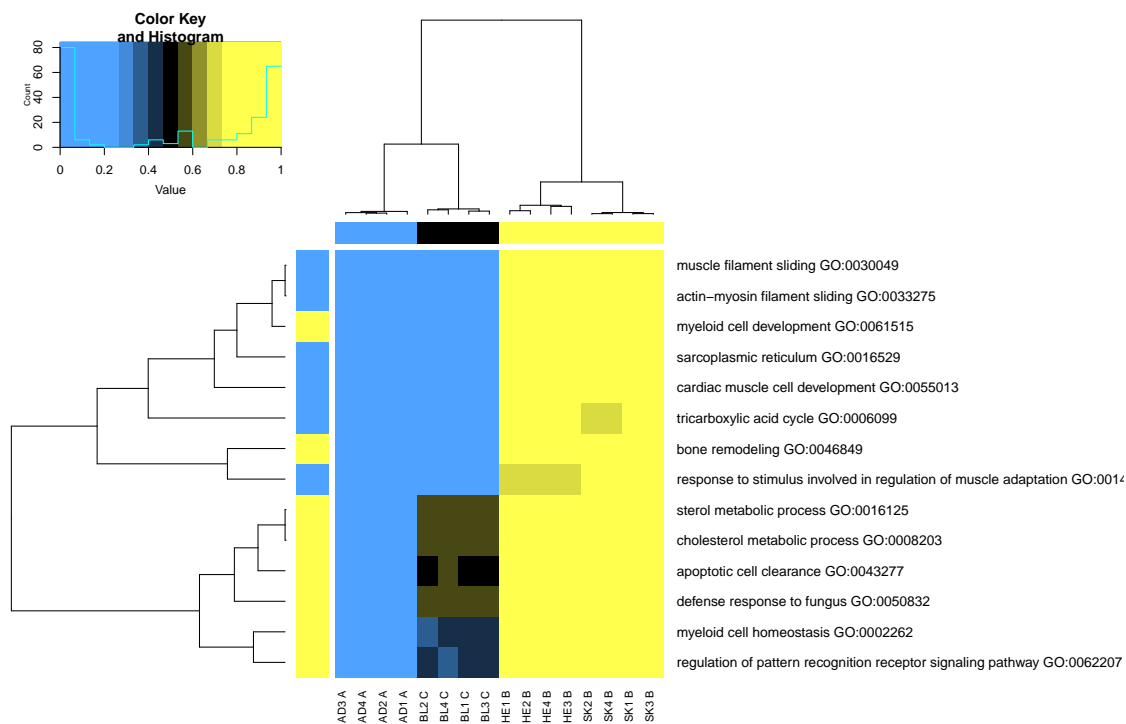 Color Key
and Histogram
Count
0 20 40 60 80
0 0.2 0.4 0.6 0.8 1
Value
muscle filament sliding GO:0030049
actin−myosin filament sliding GO:0033275
myeloid cell development GO:0061515
sarcoplasmic reticulum GO:0016529
cardiac muscle cell development GO:0055013
tricarboxylic acid cycle GO:0006099
bone remodeling GO:0046849
response to stimulus involved in regulation of muscle adaptation GO:0014
sterol metabolic process GO:0016125
cholesterol metabolic process GO:0008203
apoptotic cell clearance GO:0043277
defense response to fungus GO:0050832
myeloid cell homeostasis GO:0002262
regulation of pattern recognition receptor signaling pathway GO:0062207
AD3 A
AD4 A
AD2 A
AD1 A
BL2 C
BL4 C
BL1 C
BL3 C
HE1 B
HE2 B
HE4 B
HE3 B
SK2 B
SK4 B
SK1 B
SK3 B